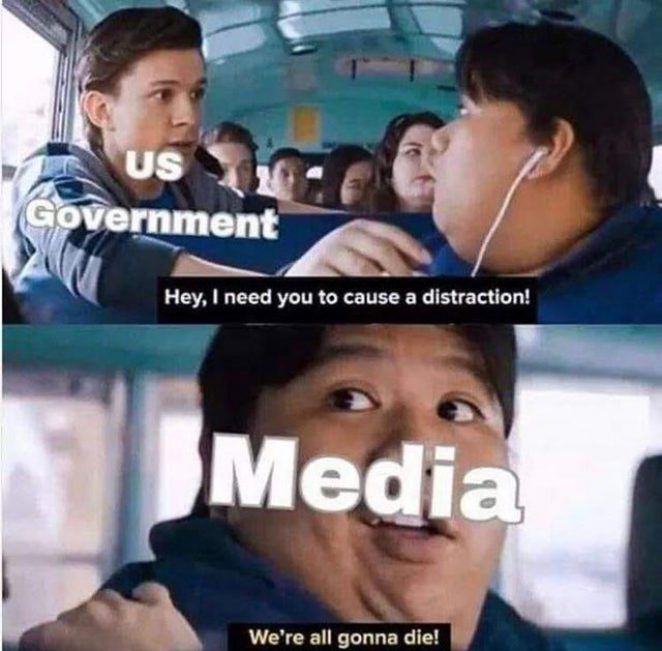 US
Government
Hey, I need you to cause a distraction!
Media
We're all gonna die!